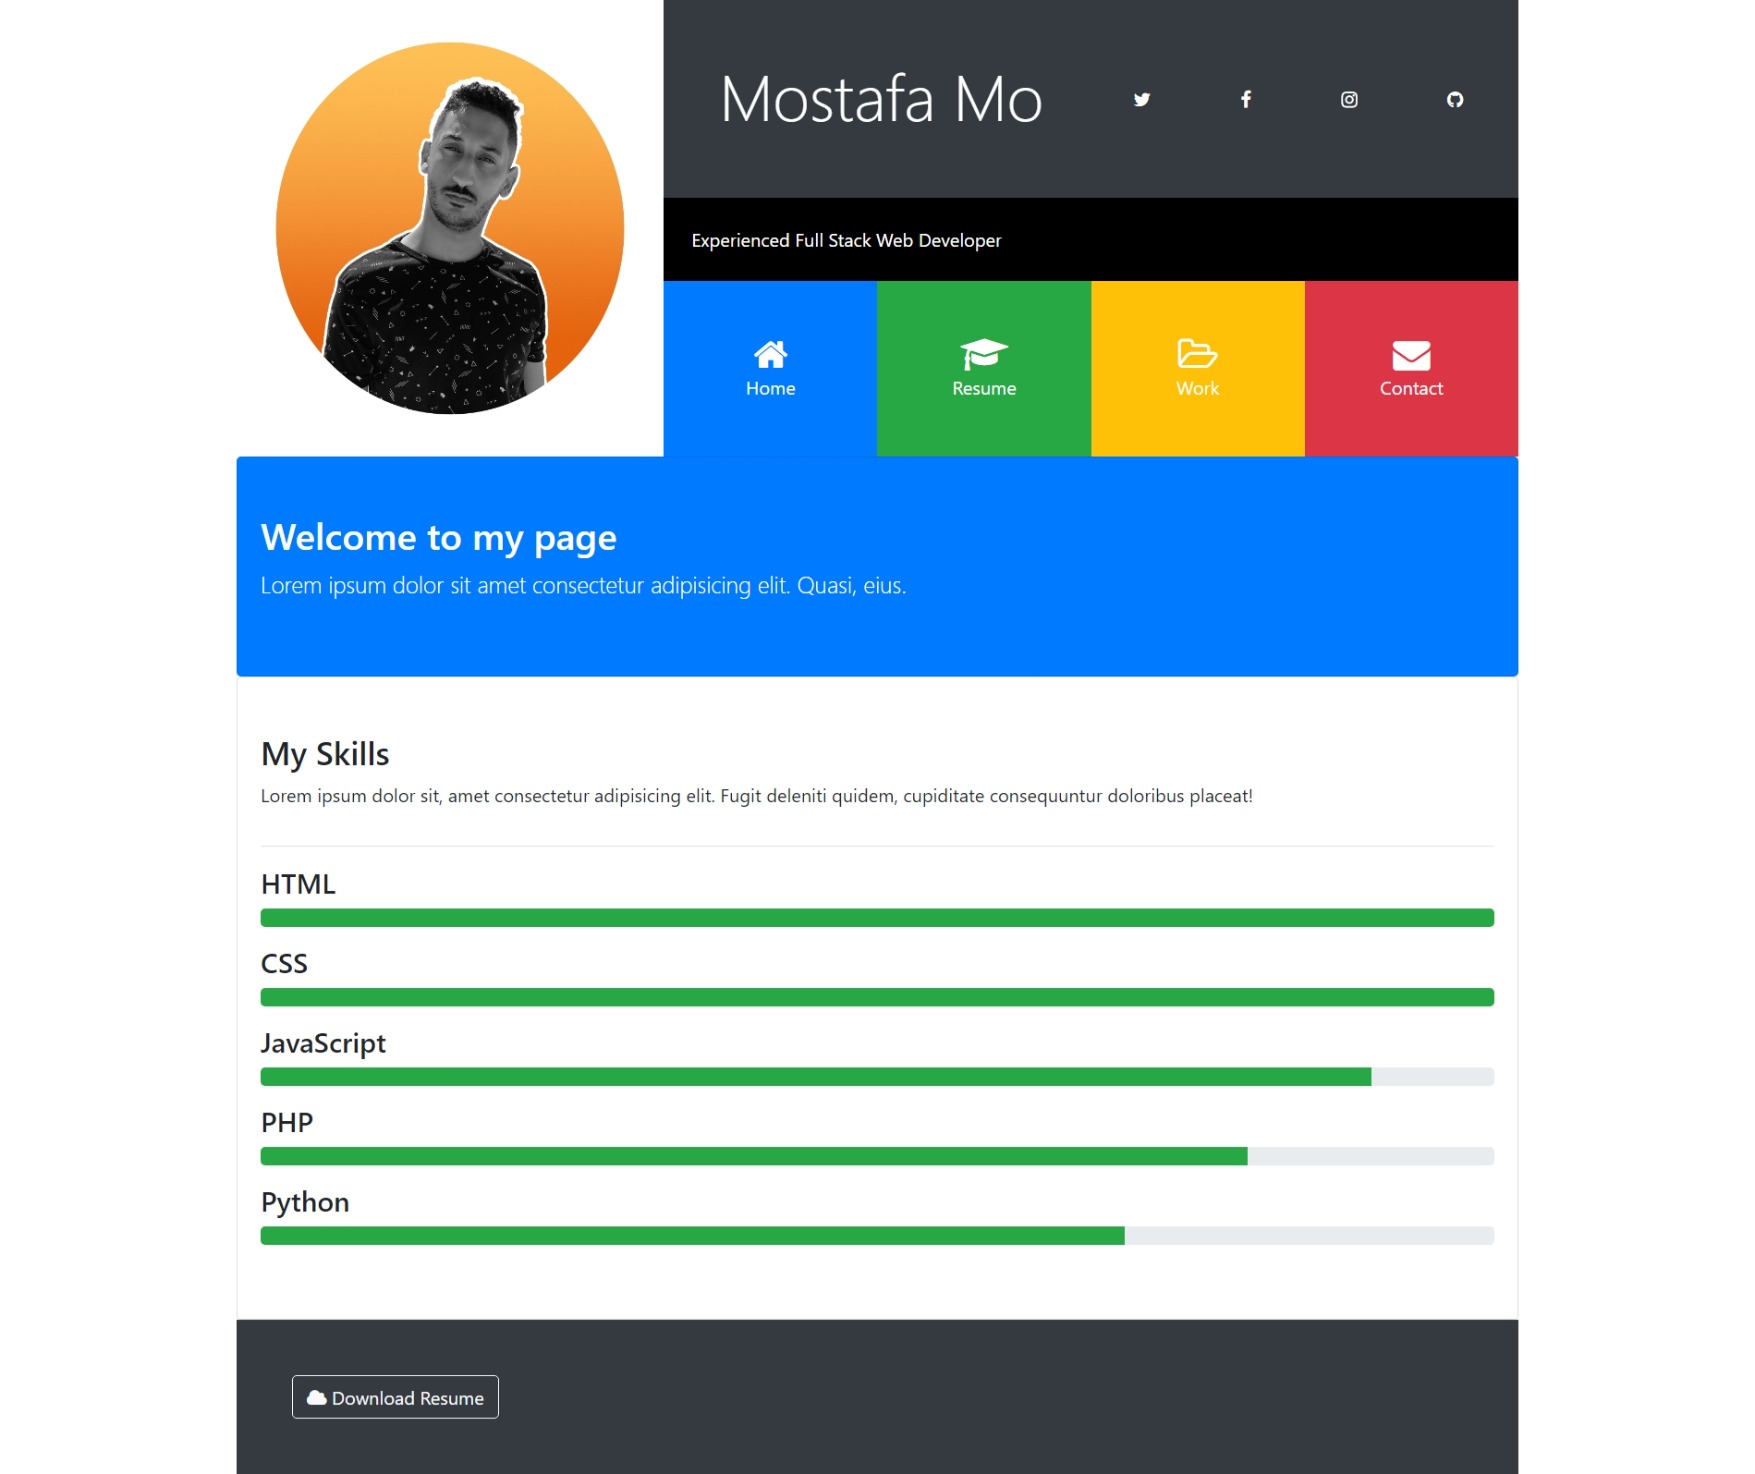 Mostafa Mo
Experienced Full Stack Web Developer
Home
Resume
Work
Contact
Welcome to my page
Lorem ipsum dolor sit amet consectetur adipisicing elit. Quasi, eius.
My Skills
Lorem ipsum dolor sit, amet consectetur adipisicing elit. Fugit deleniti quidem, cupiditate consequuntur doloribus placeat!
HTML
CSS
JavaScript
PHP
Python
Download Resume